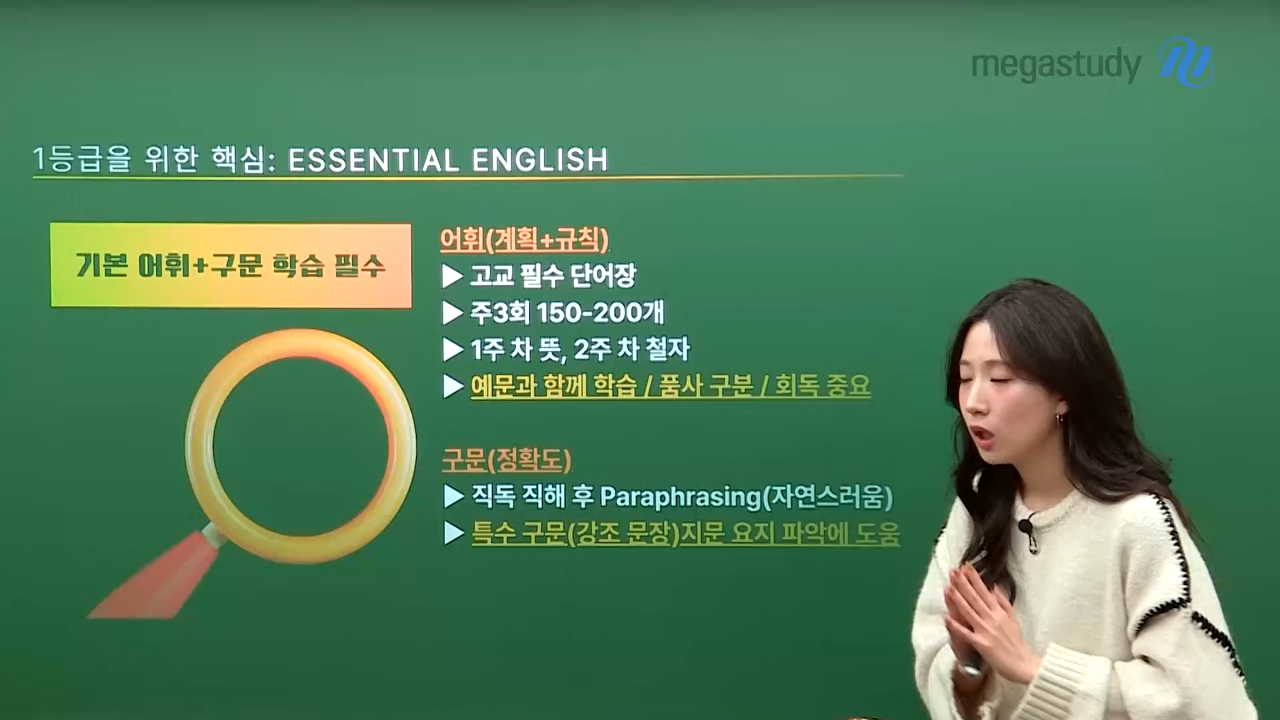 megastudy
1등급을 위한 핵심: ESSENTIAL ENGLISH
기본 어휘+구문 학습 필수
어휘(계획+규칙)
▶ 고교 필수 단어장
▶ 주3회 150-200개
▶ 1주 차 뜻, 2주 차 철자
▶ 예문과 함께 학습 / 품사 구분 / 회독 중요
구문(정확도)
▶ 직독 직해 후 Paraphrasing(자연스러움)
▶ 특수 구문(강조 문장)지문 요지 파악에 도움